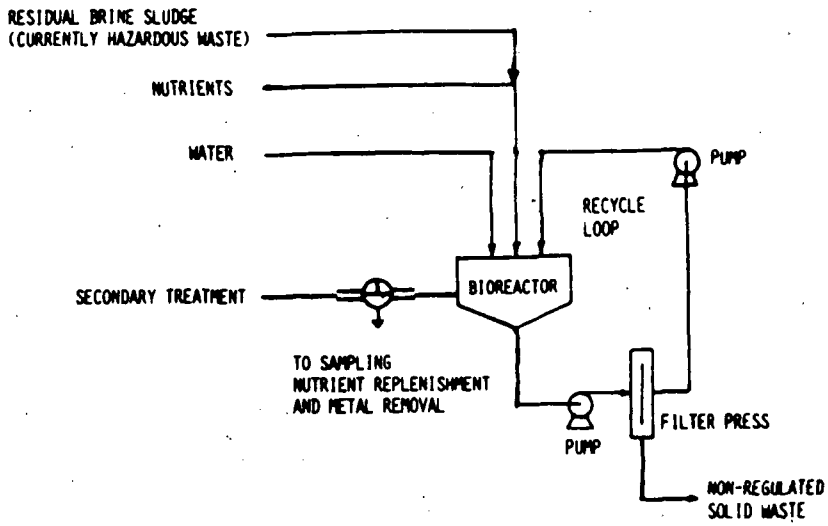 RESIDUAL BRINE SLUDGE
(CURRENTLY HAZARDOUS WASTE)
NUTRIENTS
WATER
PUMP
RECYCLE
LOOP
BIOREACTOR
SECONDARY TREATMENT
TO SAMPLING
NUTRIENT REPLENISHMENT
AND METAL REMOVAL
PUMP
FILTER PRESS
NON-REGULATED
SOLID WASTE